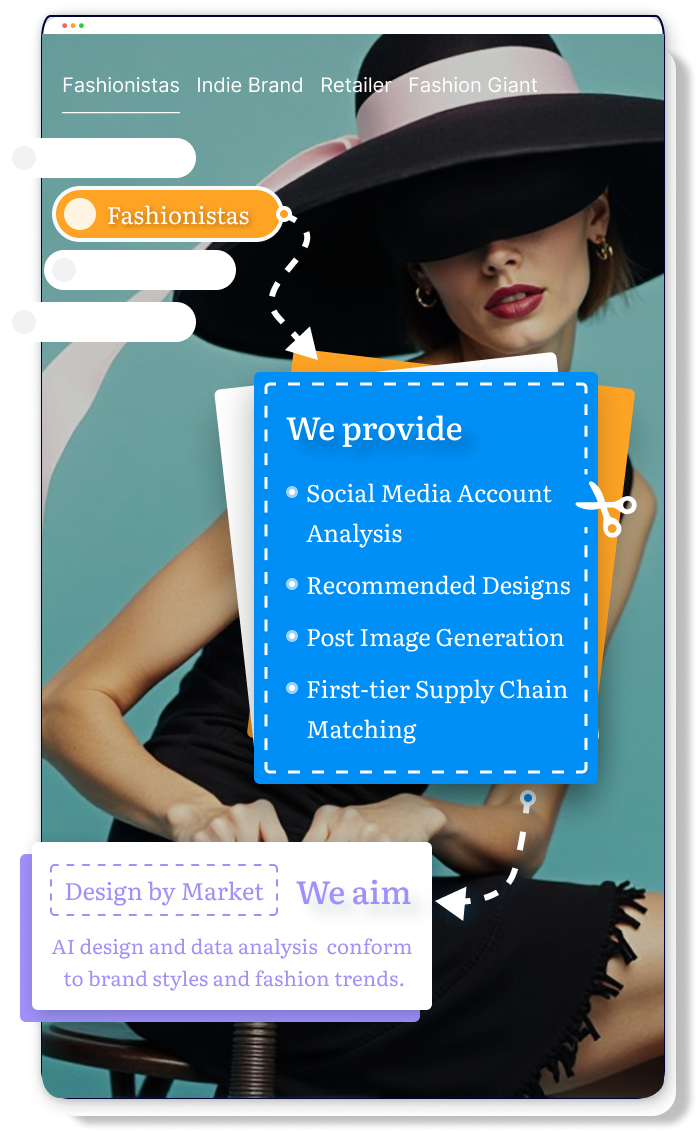 Fashionistas Indie Brand Retailer Fashion Giant
Fashionistas
We provide
Social Media Account
Analysis
Recommended Designs
Post Image Generation
First-tier Supply Chain
Matching
Design by Market We aim
AI design and data analysis conform
to brand styles and fashion trends.